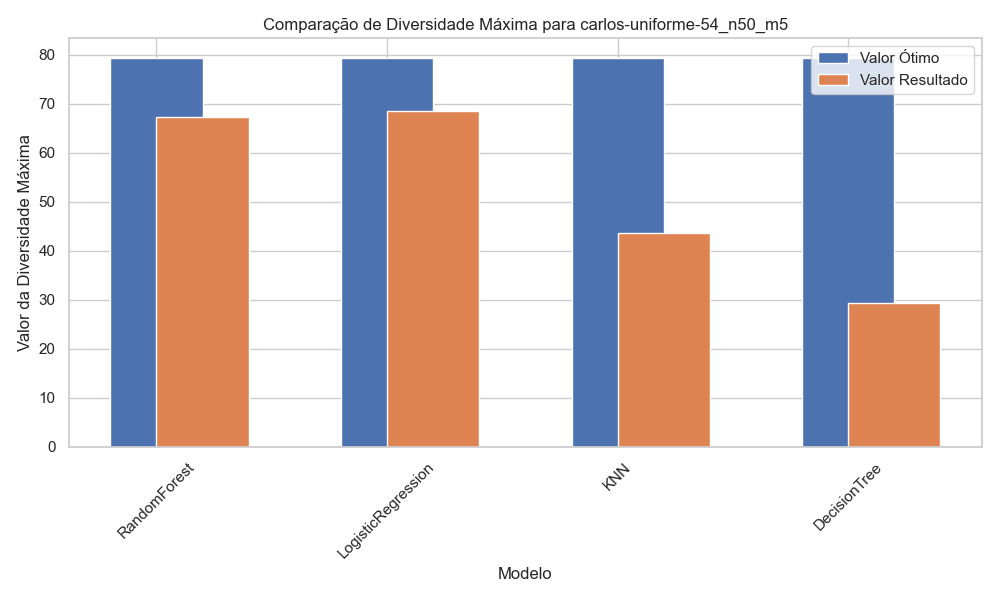 Comparação de Diversidade Máxima para carlos-uniforme-54_n50_m5
Valor Ótimo
Valor Resultado
Valor da Diversidade Máxima
80
70
60
50
40
30
20
10
0
RandomForest
LogisticRegression
KNN
DecisionTree
Modelo